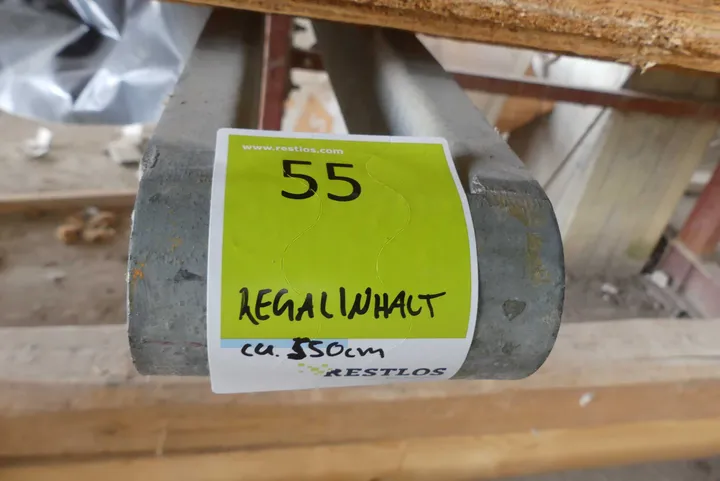 www.restlos.com
55
REGALINHALT
ca. 550cm
RESTLOS